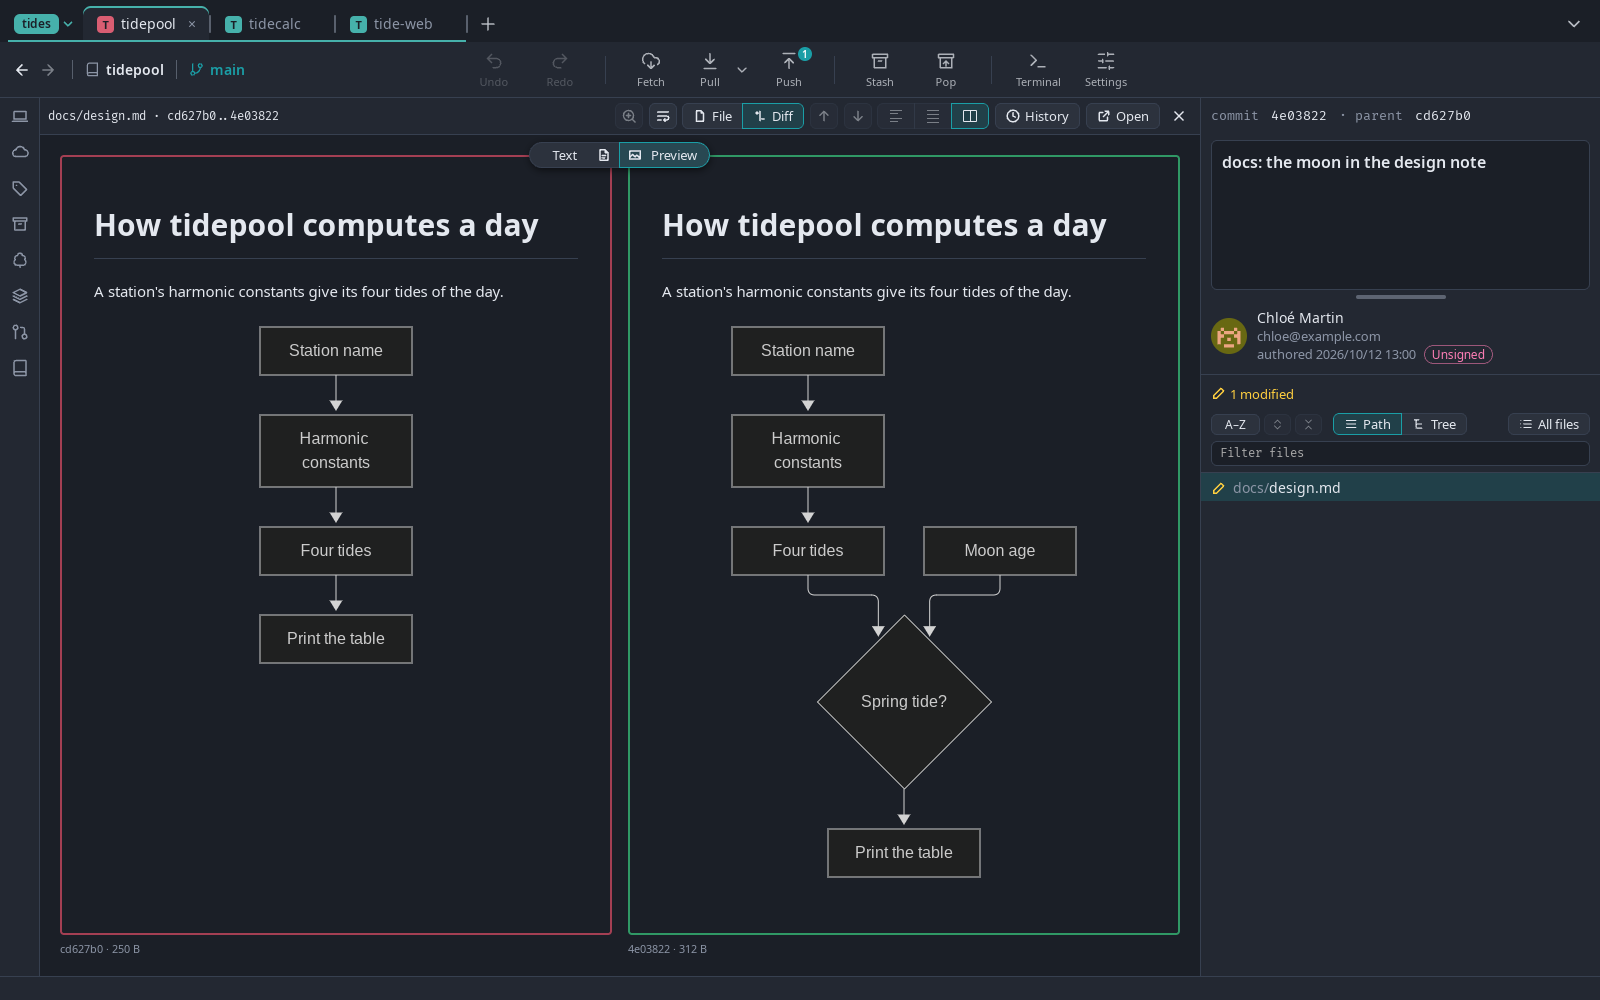 tides
T tidepool ×
T tidecalc
T tide-web
tidepool
main
Undo
Redo
Fetch
Pull
Push
1
Stash
Pop
Terminal
Settings
docs/design.md · cd627b0..4e03822
File
Diff
History
Open
Text
Preview
How tidepool computes a day
A station's harmonic constants give its four tides of the day.
Station name
Harmonic
constants
Four tides
Print the table
cd627b0 · 250 B
How tidepool computes a day
A station's harmonic constants give its four tides of the day.
Station name
Harmonic
constants
Four tides
Moon age
Spring tide?
Print the table
4e03822 · 312 B
commit 4e03822 · parent cd627b0
docs: the moon in the design note
Chloé Martin
chloe@example.com
authored 2026/10/12 13:00 Unsigned
1 modified
A–Z
Path
Tree
All files
Filter files
docs/design.md